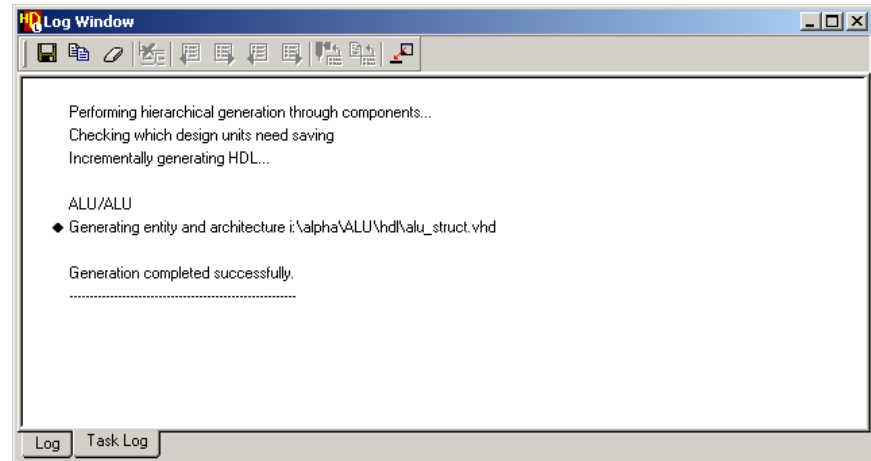 Log Window
Performing hierarchical generation through components...
Checking which design units need saving
Incrementally generating HDL...
ALU/ALU
Generating entity and architecture i:\alpha\ALU\hdl\alu_struct.vhd
Generation completed successfully.
------------------------------------------------------
Log
Task Log